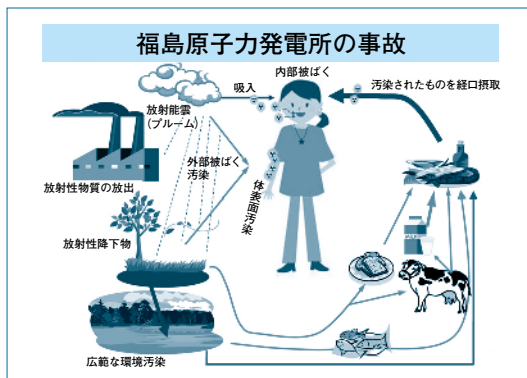 福島原子力発電所の事故
内部被ばく
吸入
汚染されたものを経口摂取
放射能雲
(プルーム)
外部被ばく
汚染
放射性物質の放出
体表面汚染
放射性降下物
広範な環境汚染